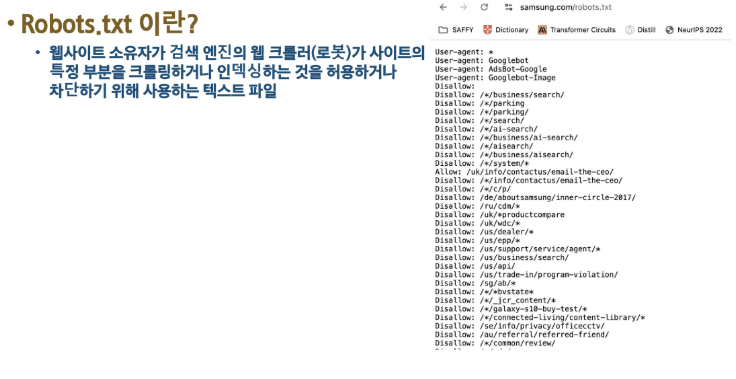 • Robots.txt 이란?
• 웹사이트 소유자가 검색 엔진의 웹 크롤러(로봇)가 사이트의
특정 부분을 크롤링하거나 인덱싱하는 것을 허용하거나
차단하기 위해 사용하는 텍스트 파일
samsung.com/robots.txt
SAFFY Dictionary Transformer Circuits Distill NeurIPS 2022
User-agent: *
User-agent: Googlebot
User-agent: AdsBot-Google
User-agent: Googlebot-Image
Disallow:
Disallow: /*/business/search/
Disallow: /*/parking
Disallow: /*/parking/
Disallow: /*/search/
Disallow: /*/ai-search/
Disallow: /*/business/ai-search/
Disallow: /*/aisearch/
Disallow: /*/business/aisearch/
Disallow: /*/system/*
Allow: /uk/info/contactus/email-the-ceo/
Disallow: /*/info/contactus/email-the-ceo/
Disallow: /*/c/p/
Disallow: /de/aboutsamsung/inner-circle-2017/
Disallow: /ru/cdm/*
Disallow: /uk/*productcompare
Disallow: /uk/wdc/*
Disallow: /us/dealer/*
Disallow: /us/epp/*
Disallow: /us/support/service/agent/*
Disallow: /us/business/search/
Disallow: /us/api/
Disallow: /us/trade-in/program-violation/
Disallow: /sg/ab/*
Disallow: /*/*bvstate*
Disallow: /*/_jcr_content/*
Disallow: /*/galaxy-s10-buy-test/*
Disallow: /*/connected-living/content-library/*
Disallow: /se/info/privacy/officecctv/
Disallow: /au/referral/referred-friend/
Disallow: /*/common/review/